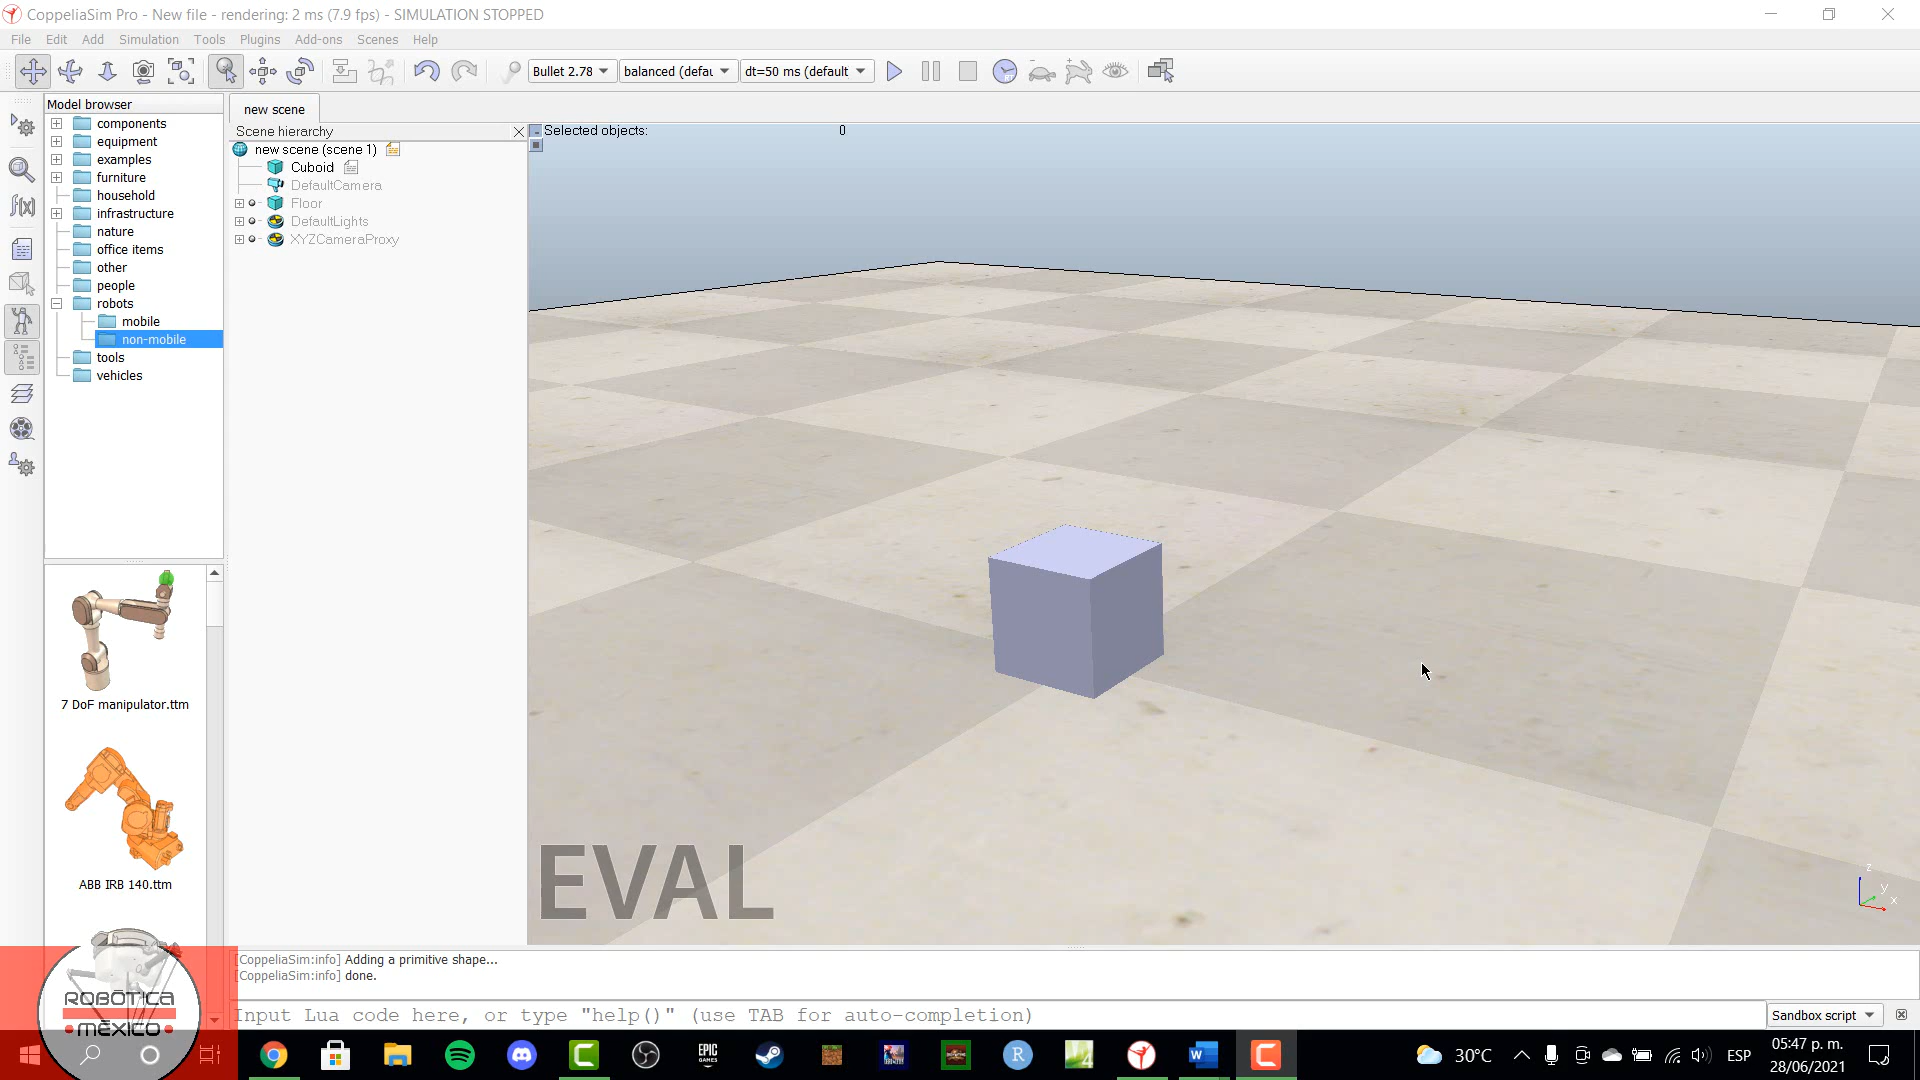 CoppeliaSim Pro - New file - rendering: 2 ms (7.9 fps) - SIMULATION STOPPED
File Edit Add Simulation Tools Plugins Add-ons Scenes Help
Bullet 2.78 balanced (defau dt=50 ms (default
Model browser
components
equipment
examples
furniture
household
infrastructure
nature
office items
other
people
robots
mobile
non-mobile
tools
vehicles
7 DoF manipulator.ttm
ABB IRB 140.ttm
new scene
Scene hierarchy
new scene (scene 1)
Cuboid
DefaultCamera
Floor
DefaultLights
XYZCameraProxy
f(x)
Selected objects: 0
EVAL
z
y
x
[CoppeliaSim:info] Adding a primitive shape...
[CoppeliaSim:info] done.
Input Lua code here, or type "help()" (use TAB for auto-completion)
Sandbox script
ROBÓTICA
MÉXICO
EPIC
GAMES
30°C
ESP
05:47 p. m.
28/06/2021